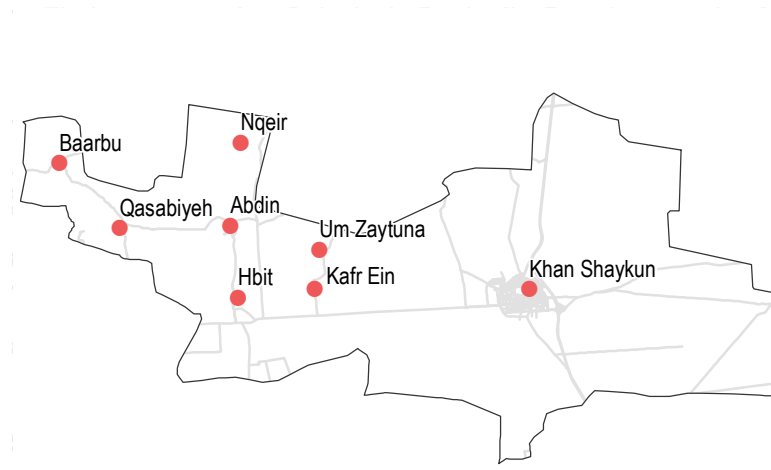 Nqeir
Baarbu
Qasabiyeh
Abdin
Um Zaytuna
Hbit
Kafr Ein
Khan Shaykun